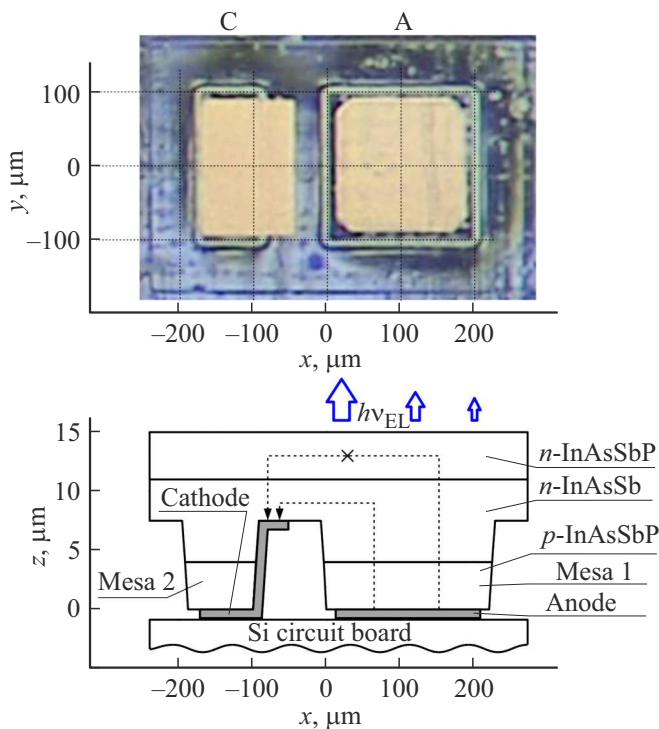 C A
100
0
–100
y, μm
–200 –100 0 100 200
x, μm
hνEL
15
10
5
0
z, μm
n-InAsSbP
n-InAsSb
Cathode
p-InAsSbP
Mesa 2
Mesa 1
Anode
Si circuit board
–200 –100 0 100 200
x, μm